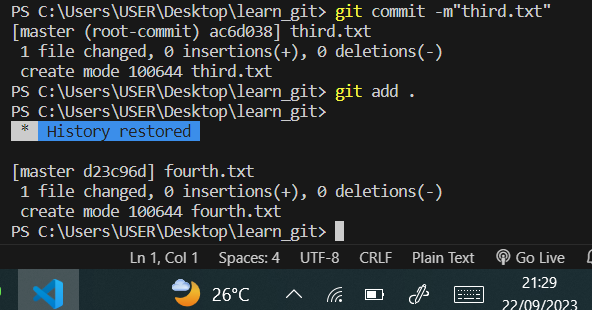 PS C:\Users\USER\Desktop\learn_git> git commit -m"third.txt"
[master (root-commit) ac6d038] third.txt
1 file changed, 0 insertions(+), 0 deletions(-)
create mode 100644 third.txt
PS C:\Users\USER\Desktop\learn_git> git add .
PS C:\Users\USER\Desktop\learn_git>
* History restored
[master d23c96d] fourth.txt
1 file changed, 0 insertions(+), 0 deletions(-)
create mode 100644 fourth.txt
PS C:\Users\USER\Desktop\learn_git>
Ln 1, Col 1 Spaces: 4 UTF-8 CRLF Plain Text Go Live
26°C 21:29
22/09/2023